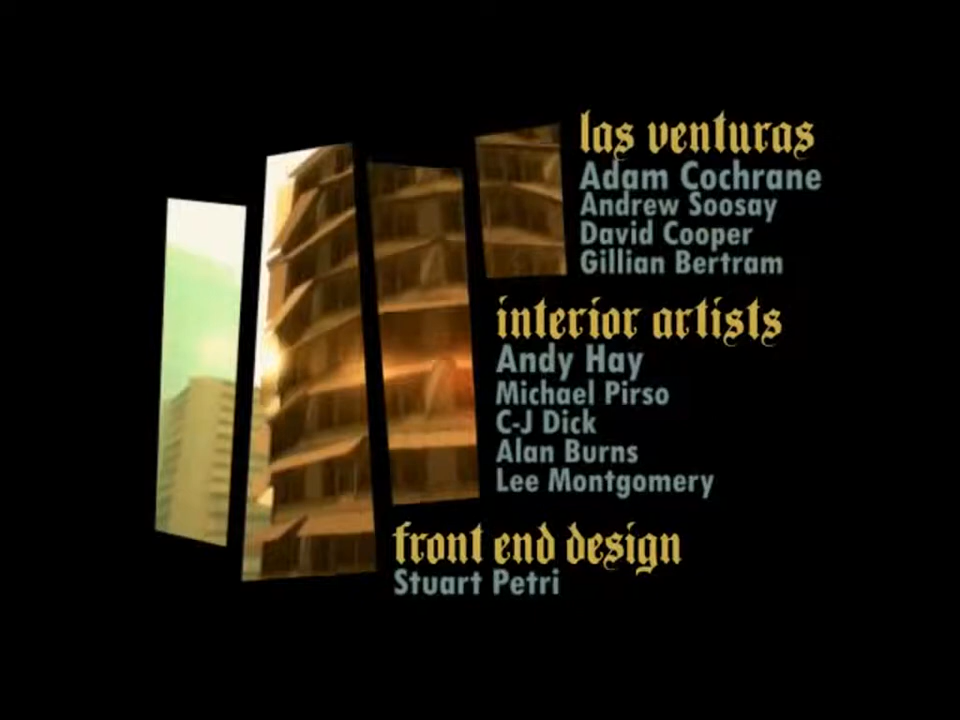 las venturas
Adam Cochrane
Andrew Soosay
David Cooper
Gillian Bertram
interior artists
Andy Hay
Michael Pirso
C-J Dick
Alan Burns
Lee Montgomery
front end design
Stuart Petri